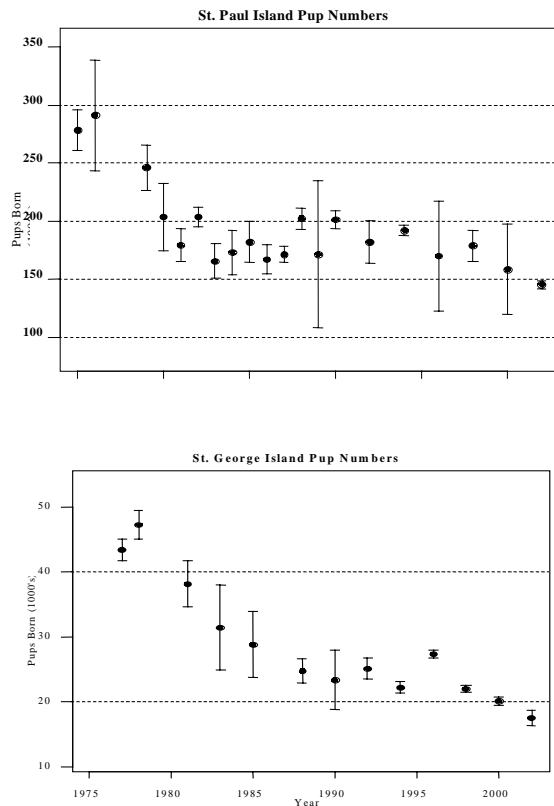 St. Paul Island Pup Numbers
350
300
250
200
150
100
Pups Born
St. George Island Pup Numbers
50
40
30
20
10
Pups Born (1000's)
1975 1980 1985 1990 1995 2000
Year